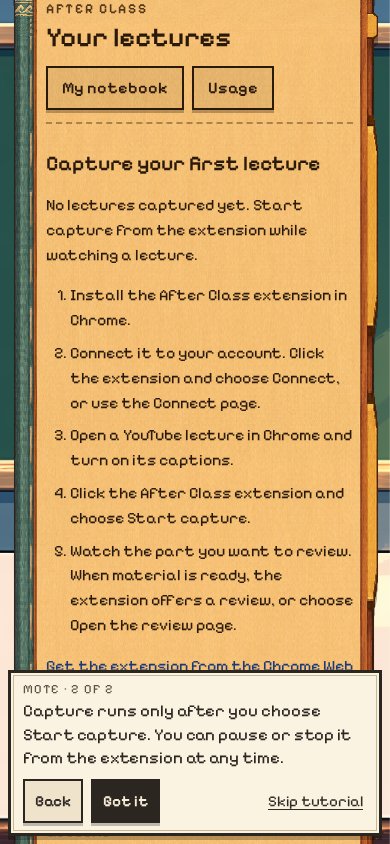 AFTER CLASS
Your lectures
My notebook
Usage
Capture your first lecture
No lectures captured yet. Start
capture from the extension while
watching a lecture.
1. Install the After Class extension in
Chrome.
2. Connect it to your account. Click
the extension and choose Connect,
or use the Connect page.
3. Open a YouTube lecture in Chrome and
turn on its captions.
4. Click the After Class extension and
choose Start capture.
5. Watch the part you want to review.
When material is ready, the
extension offers a review, or choose
Open the review page.
Get the extension from the Chrome Web
MOTE · 2 OF 2
Capture runs only after you choose
Start capture. You can pause or stop it
from the extension at any time.
Back
Got it
Skip tutorial